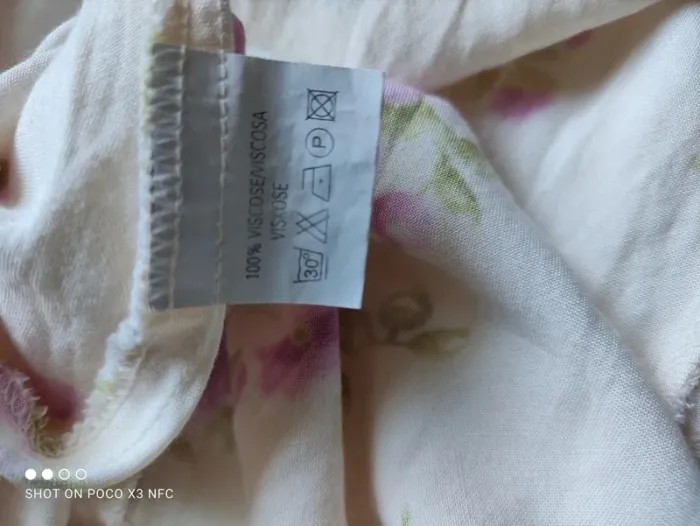 100% VISCOSE/VISCOSA
VISKOSE
30°
P
SHOT ON POCO X3 NFC